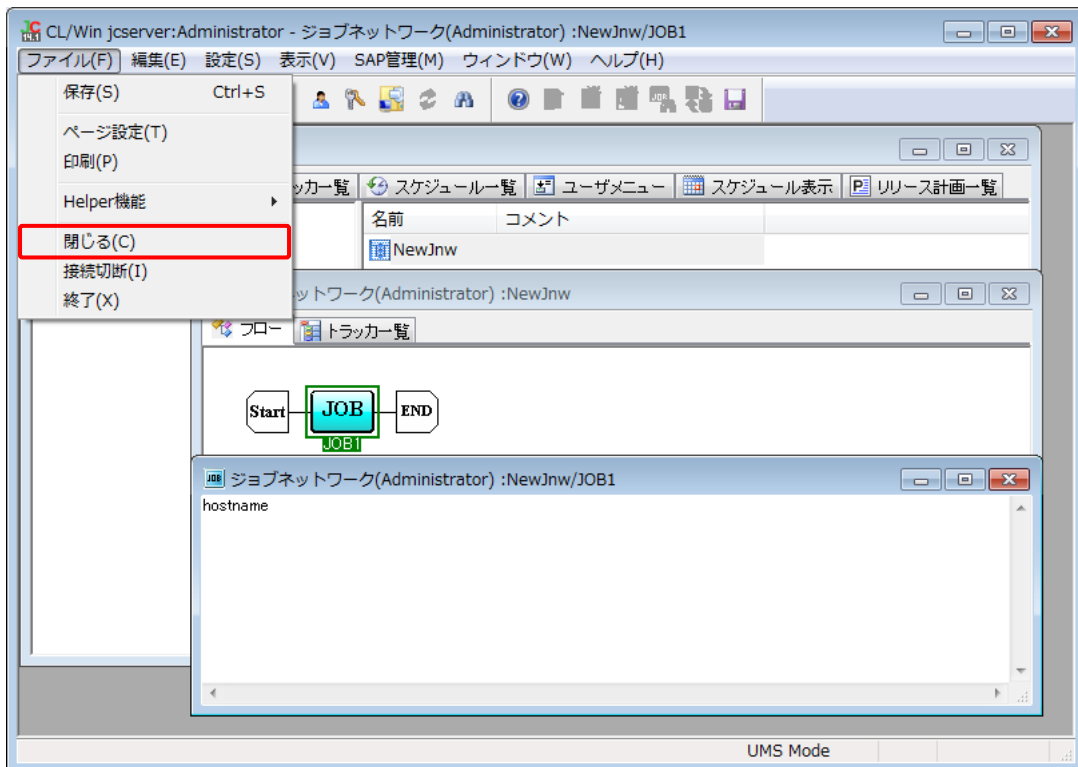 CL/Win jcserver:Administrator - ジョブネットワーク(Administrator) :NewJnw/JOB1
ファイル(F) 編集(E) 設定(S) 表示(V) SAP管理(M) ウィンドウ(W) ヘルプ(H)
保存(S) Ctrl+S
ページ設定(T)
印刷(P)
Helper機能
閉じる(C)
接続切断(I)
終了(X)
ッカ一覧 スケジュール一覧 ユーザメニュー スケジュール表示 リリース計画一覧
名前 コメント
NewJnw
ットワーク(Administrator) :NewJnw
フロー トラッカ一覧
Start JOB END
JOB1
JOB ジョブネットワーク(Administrator) :NewJnw/JOB1
hostname
UMS Mode